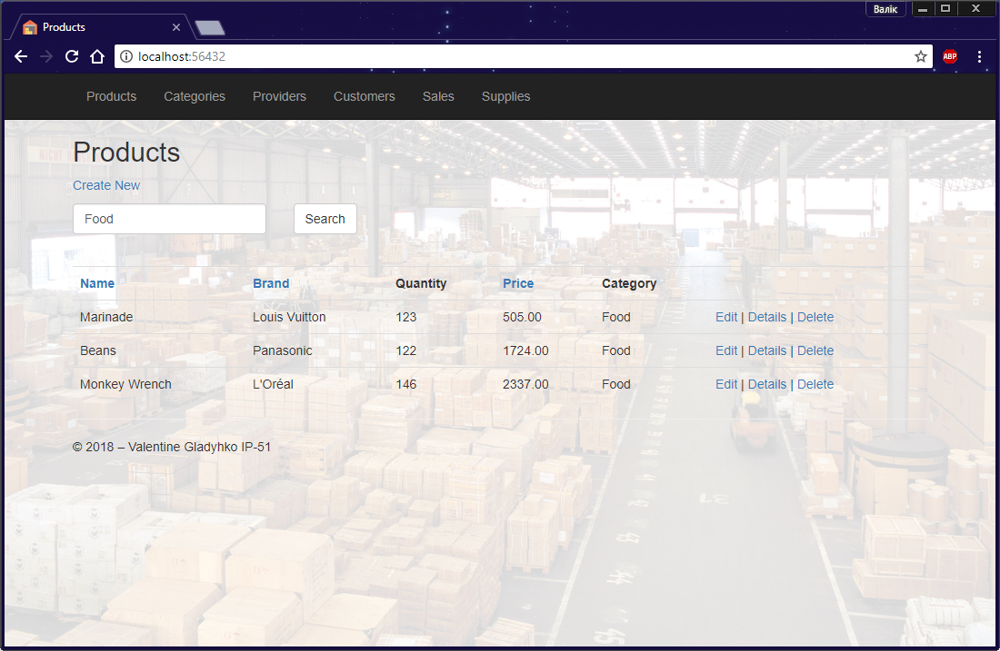 Валік
Products
localhost:56432
ABP
Products Categories Providers Customers Sales Supplies
Products
Create New
Food Search
Name Brand Quantity Price Category
Marinade Louis Vuitton 123 505.00 Food Edit | Details | Delete
Beans Panasonic 122 1724.00 Food Edit | Details | Delete
Monkey Wrench L'Oréal 146 2337.00 Food Edit | Details | Delete
© 2018 – Valentine Gladyhko IP-51